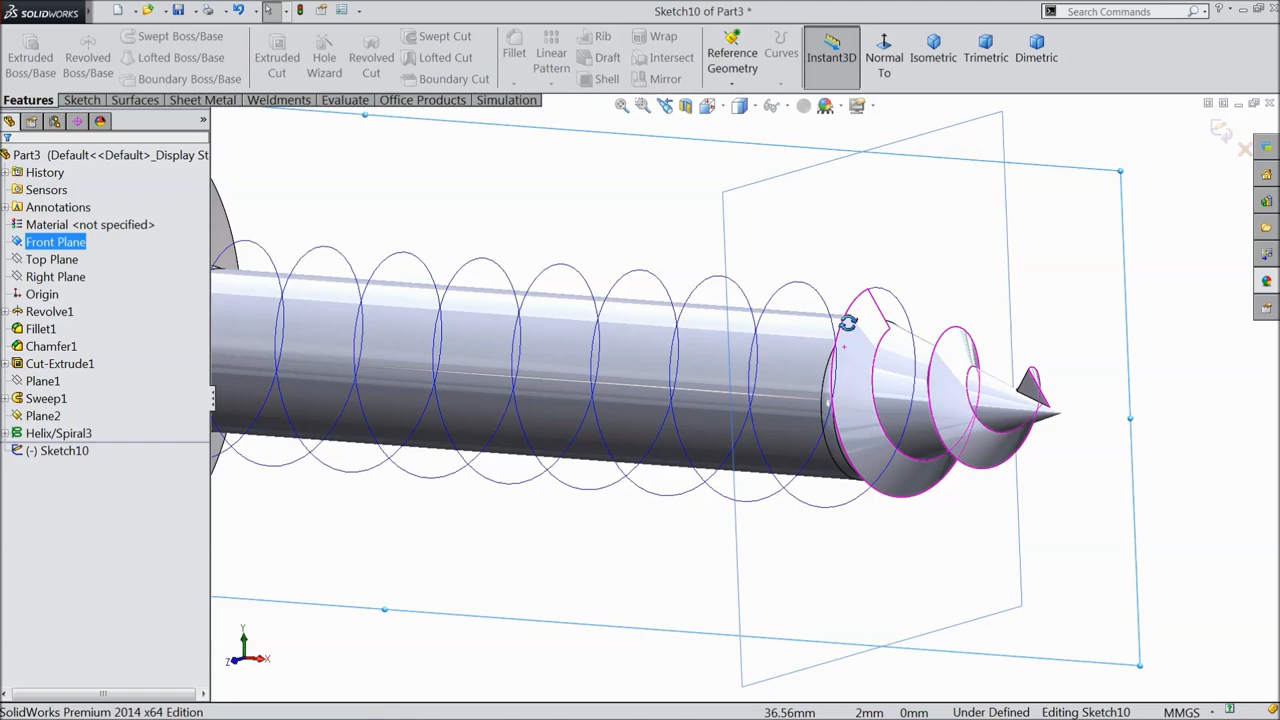 SOLIDWORKS
Sketch10 of Part3 *
Search Commands
Extruded Boss/Base
Revolved Boss/Base
Swept Boss/Base
Lofted Boss/Base
Boundary Boss/Base
Extruded Cut
Hole Wizard
Revolved Cut
Swept Cut
Lofted Cut
Boundary Cut
Fillet
Linear Pattern
Rib
Draft
Shell
Wrap
Intersect
Mirror
Reference Geometry
Curves
Instant3D
Normal To
Isometric
Trimetric
Dimetric
Features
Sketch
Surfaces
Sheet Metal
Weldments
Evaluate
Office Products
Simulation
Part3 (Default<<Default>_Display St
History
Sensors
Annotations
Material <not specified>
Front Plane
Top Plane
Right Plane
Origin
Revolve1
Fillet1
Chamfer1
Cut-Extrude1
Plane1
Sweep1
Plane2
Helix/Spiral3
(-) Sketch10
Y
Z
X
SolidWorks Premium 2014 x64 Edition
36.56mm
2mm
0mm
Under Defined
Editing Sketch10
MMGS